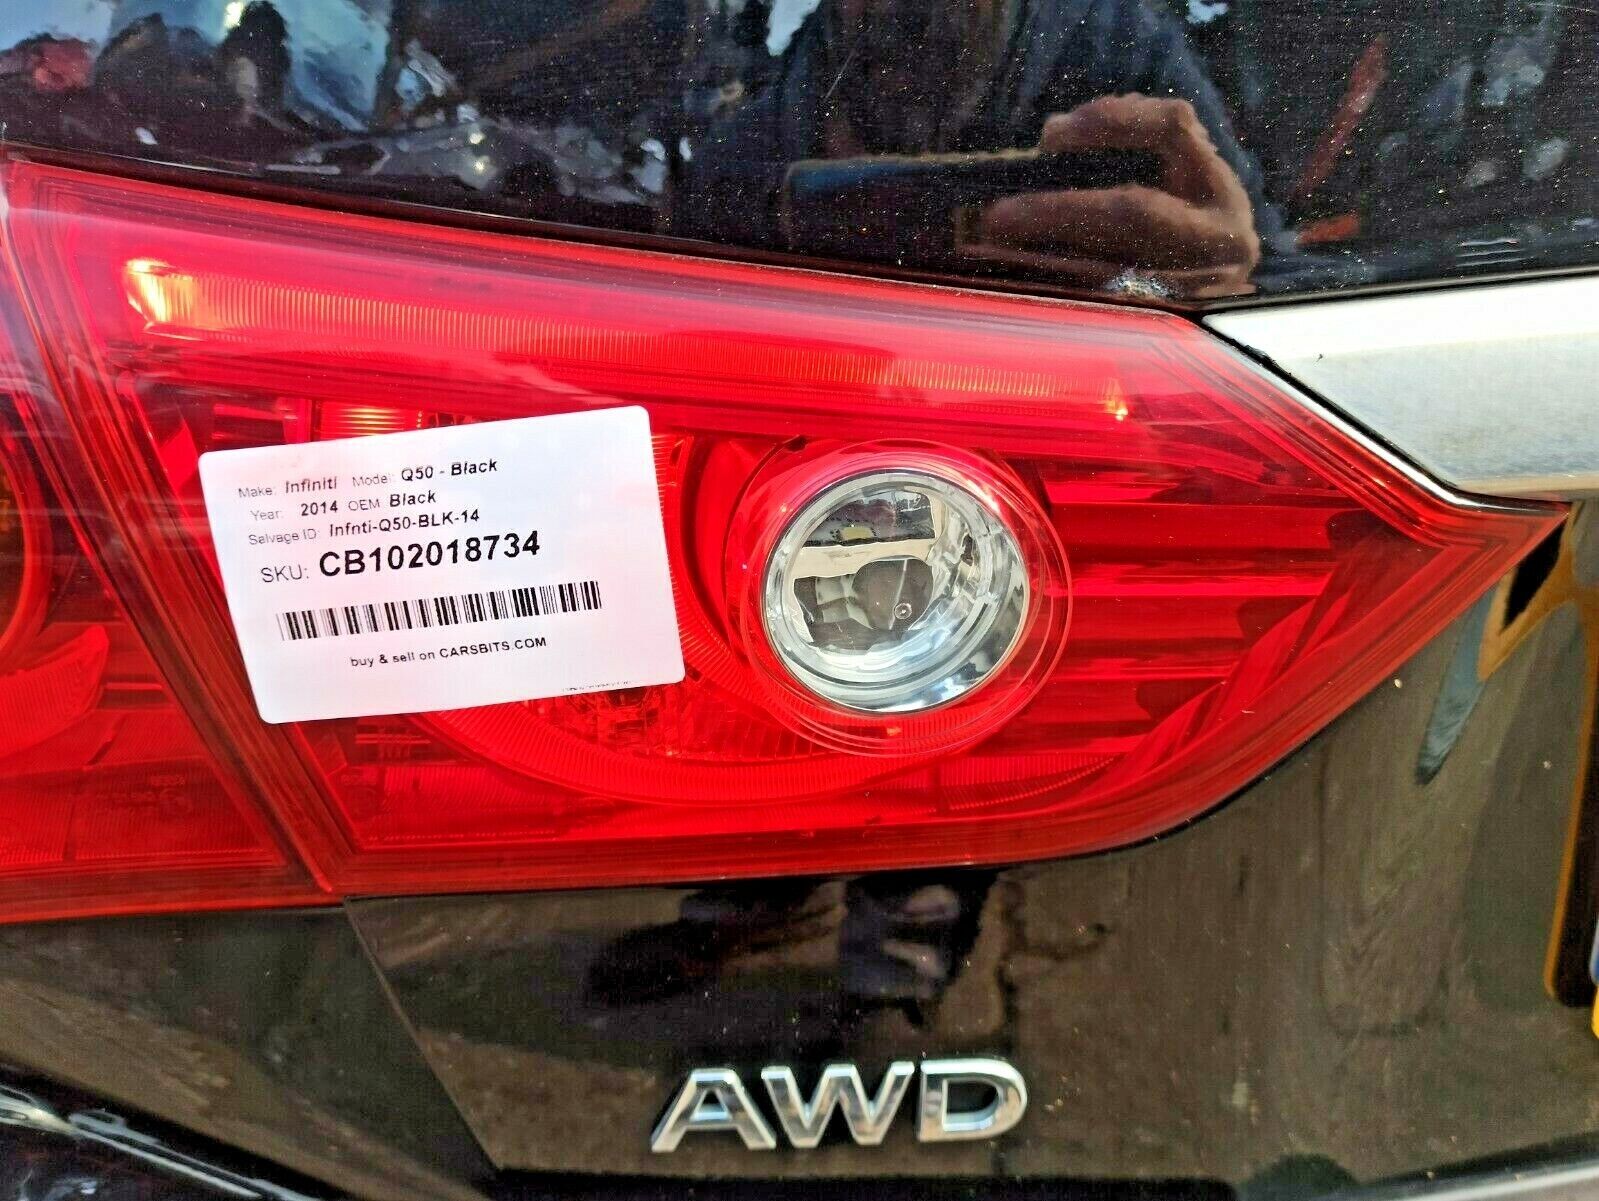 Make: Infiniti Model: Q50 - Black
Year: 2014 OEM: Black
Salvage ID: Infnti-Q50-BLK-14
SKU: CB102018734
buy & sell on CARSBITS.COM
AWD